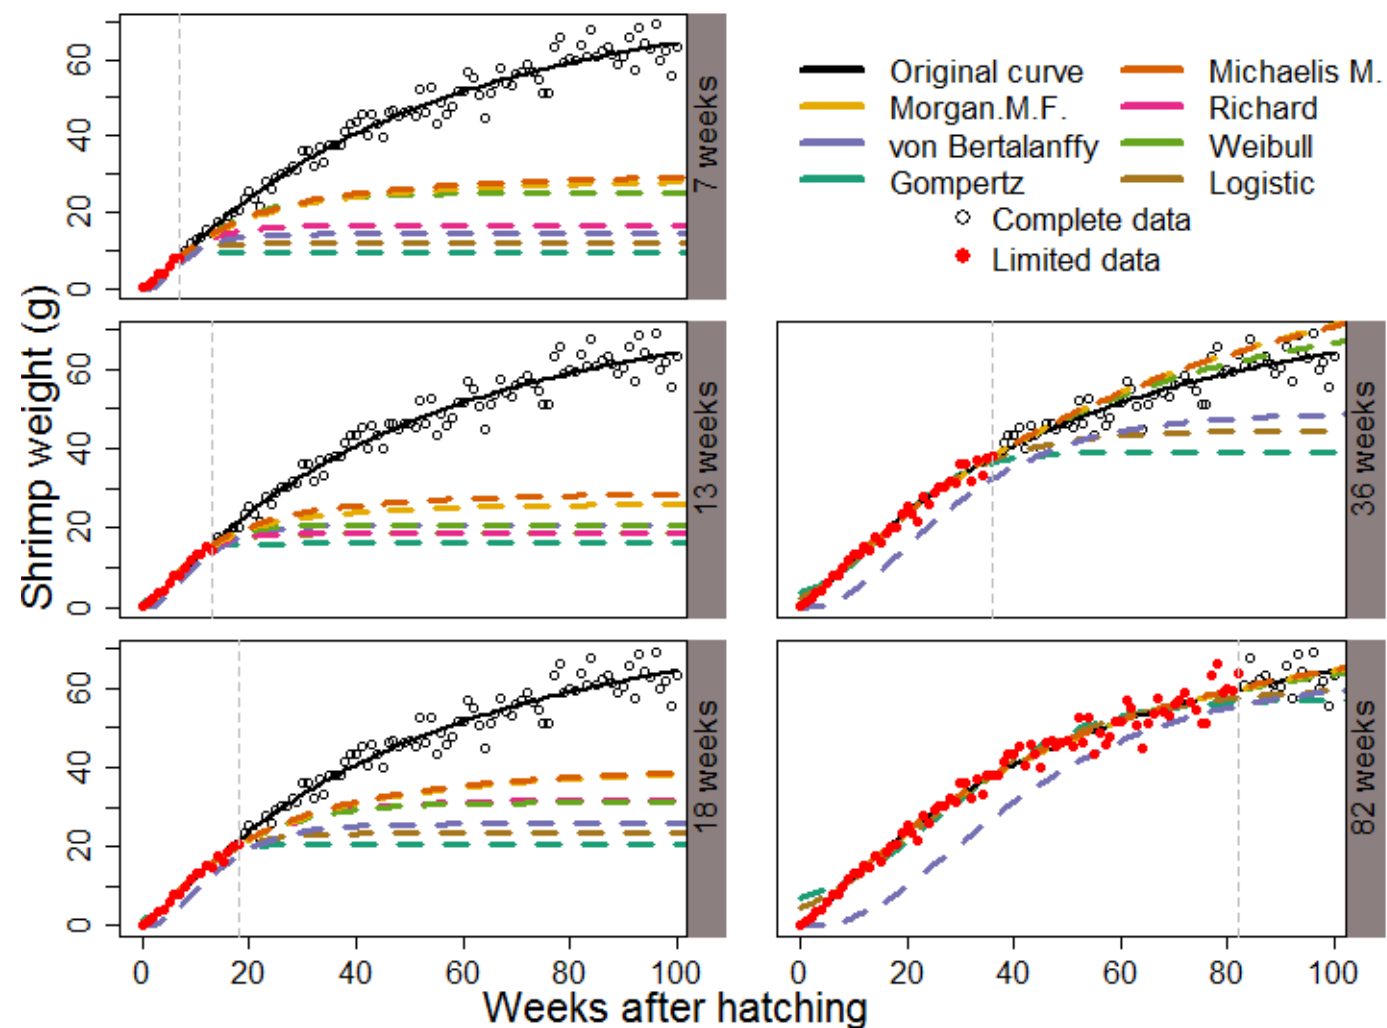 Original curve
Michaelis M.
Morgan.M.F.
Richard
von Bertalanffy
Weibull
Gompertz
Logistic
Complete data
Limited data
Shrimp weight (g)
0 20 40 60
7 weeks
0 20 40 60
13 weeks
36 weeks
0 20 40 60
18 weeks
82 weeks
0 20 40 60 80 100
0 20 40 60 80 100
Weeks after hatching